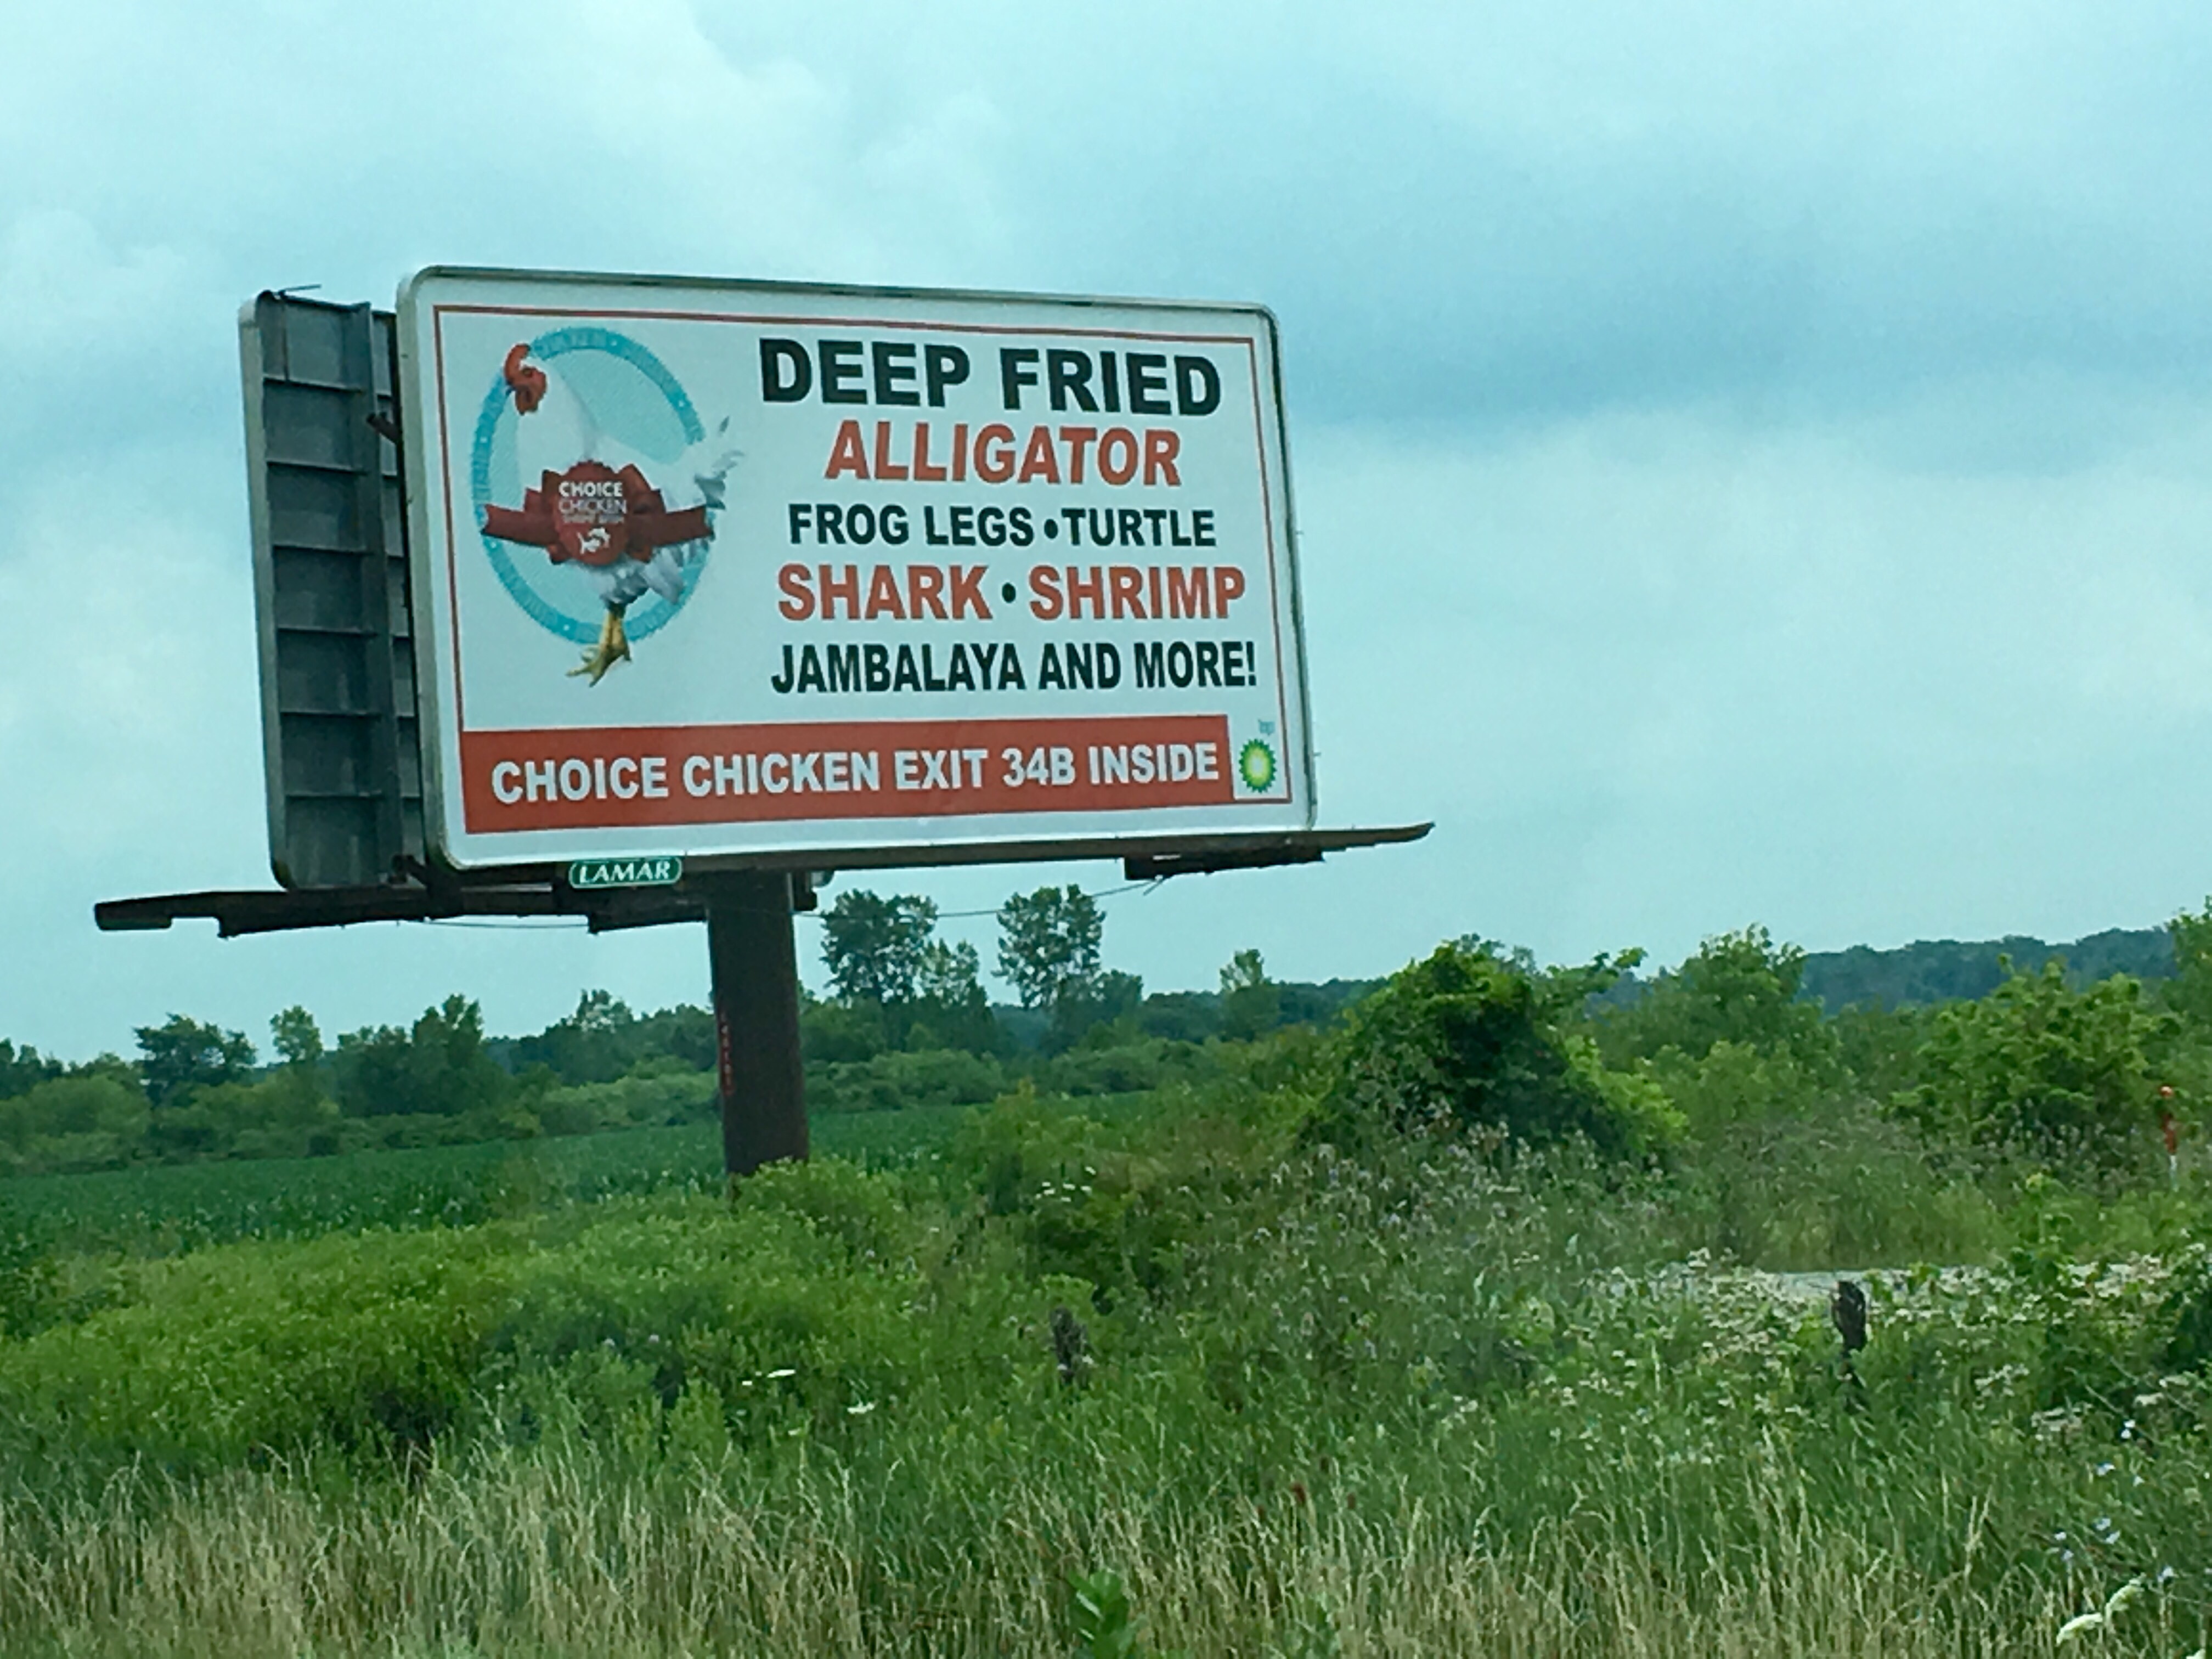 DEEP FRIED
ALLIGATOR
FROG LEGS • TURTLE
SHARK • SHRIMP
JAMBALAYA AND MORE!
CHOICE
CHICKEN
CHOICE CHICKEN EXIT 34B INSIDE
bp
LAMAR